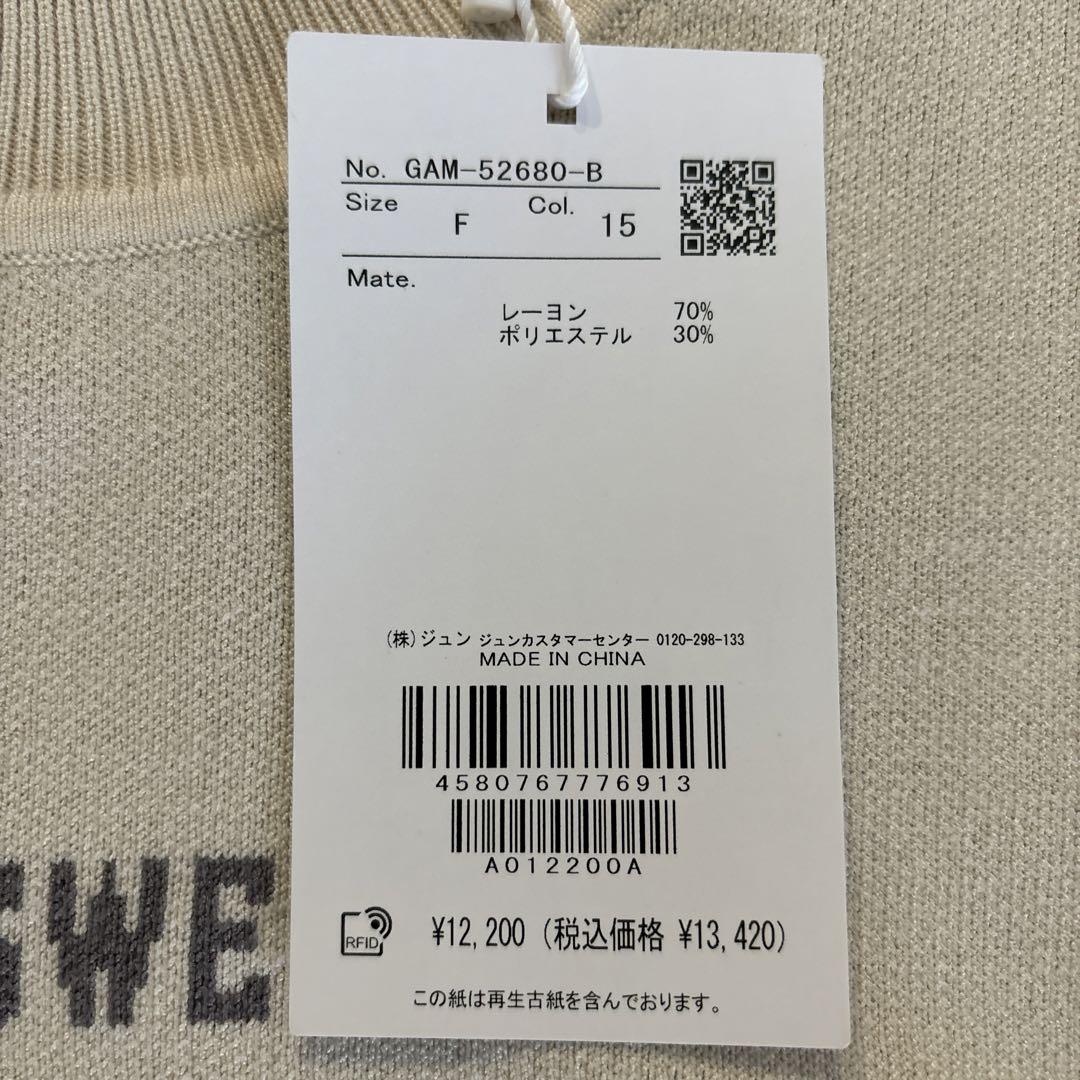 No. GAM-52680-B
Size F Col. 15
Mate.
レーヨン 70%
ポリエステル 30%
(株)ジュン ジュンカスタマーセンター 0120-298-133
MADE IN CHINA
4580767776913
A012200A
RFID ¥12,200 (税込価格 ¥13,420)
この紙は再生古紙を含んでおります。
SWE